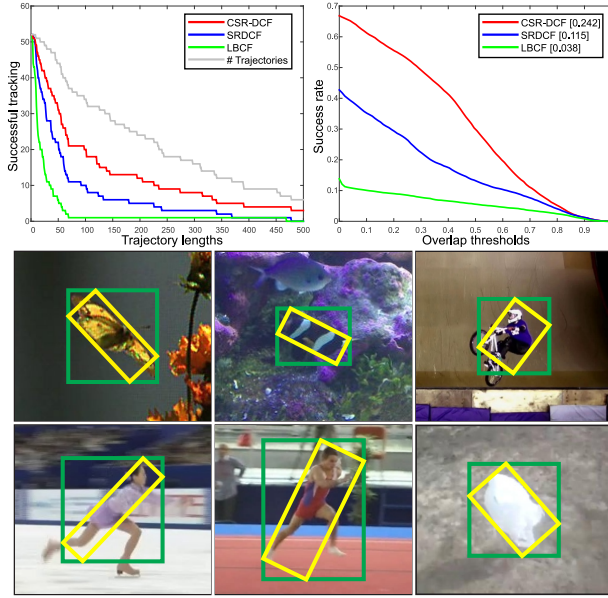 60
50
40
30
20
10
0
Successful tracking
CSR-DCF
SRDCF
LBCF
# Trajectories
0 50 100 150 200 250 300 350 400 450 500
Trajectory lengths
0.7
0.6
0.5
0.4
0.3
0.2
0.1
0
Success rate
CSR-DCF [0.242]
SRDCF [0.115]
LBCF [0.038]
0 0.1 0.2 0.3 0.4 0.5 0.6 0.7 0.8 0.9
Overlap thresholds